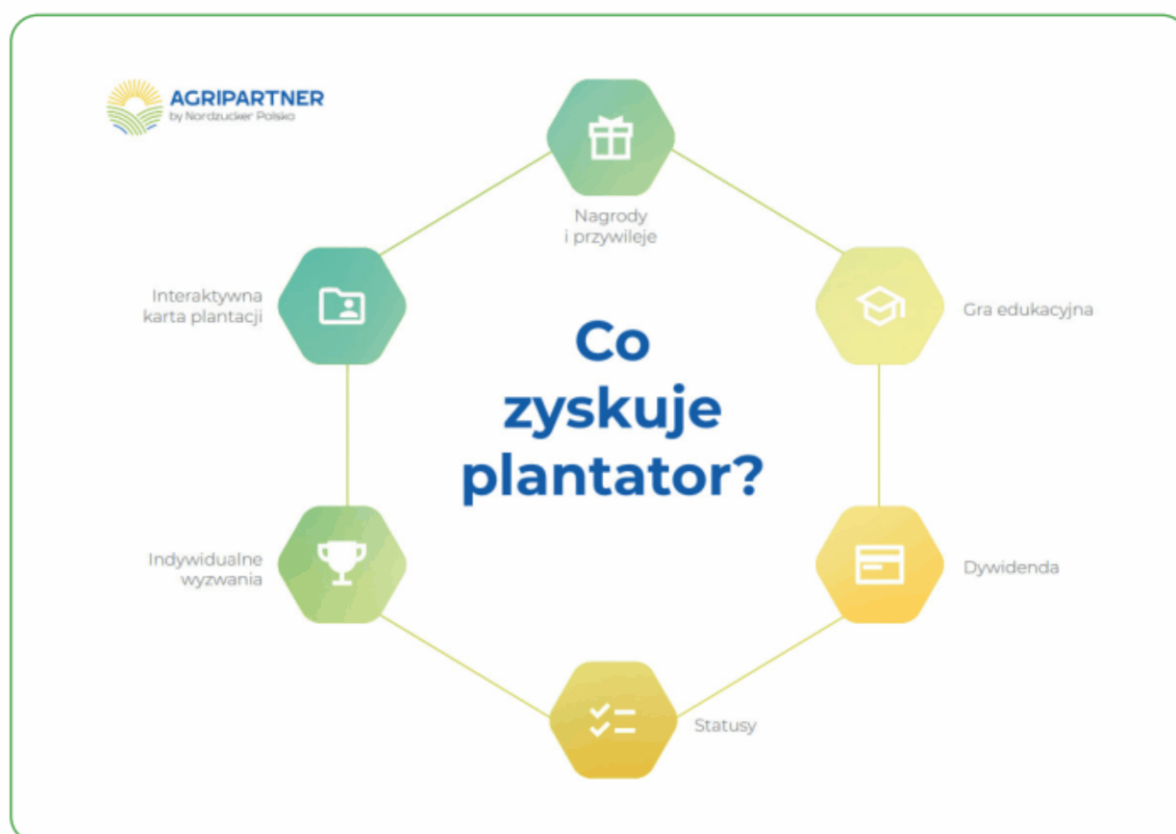 AGRIPARTNER
by Nordzucker Polska
Nagrody
i przywileje
Interaktywna
karta plantacji
Gra edukacyjna
Co
zyskuje
plantator?
Indywidualne
wyzwania
Dywidenda
Statusy